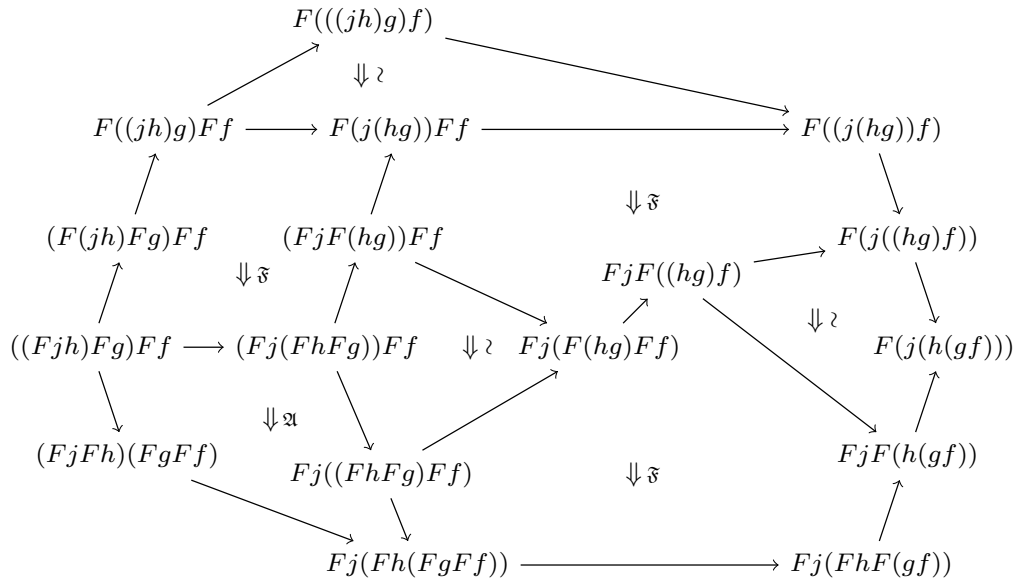 F(((jh)g)f)
⇓ ≀
F((jh)g)Ff F(j(hg))Ff F((j(hg))f)
⇓ 𝔉
(F(jh)Fg)Ff (FjF(hg))Ff F(j((hg)f))
⇓ 𝔉 FjF((hg)f)
⇓ ≀
((Fjh)Fg)Ff (Fj(FhFg))Ff ⇓ ≀ Fj(F(hg)Ff) F(j(h(gf)))
⇓ 𝔄
(FjFh)(FgFf) FjF(h(gf))
Fj((FhFg)Ff) ⇓ 𝔉
Fj(Fh(FgFf)) Fj(FhF(gf))